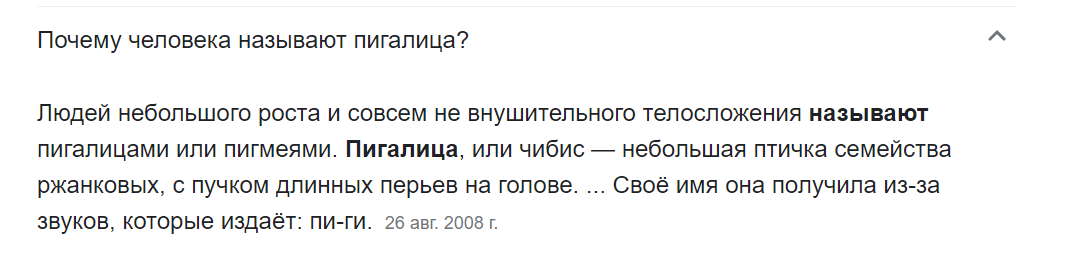 Почему человека называют пигалица?
Людей небольшого роста и совсем не внушительного телосложения называют
пигалицами или пигмеями. Пигалица, или чибис — небольшая птичка семейства
ржанковых, с пучком длинных перьев на голове. ... Своё имя она получила из-за
звуков, которые издаёт: пи-ги. 26 авг. 2008 г.